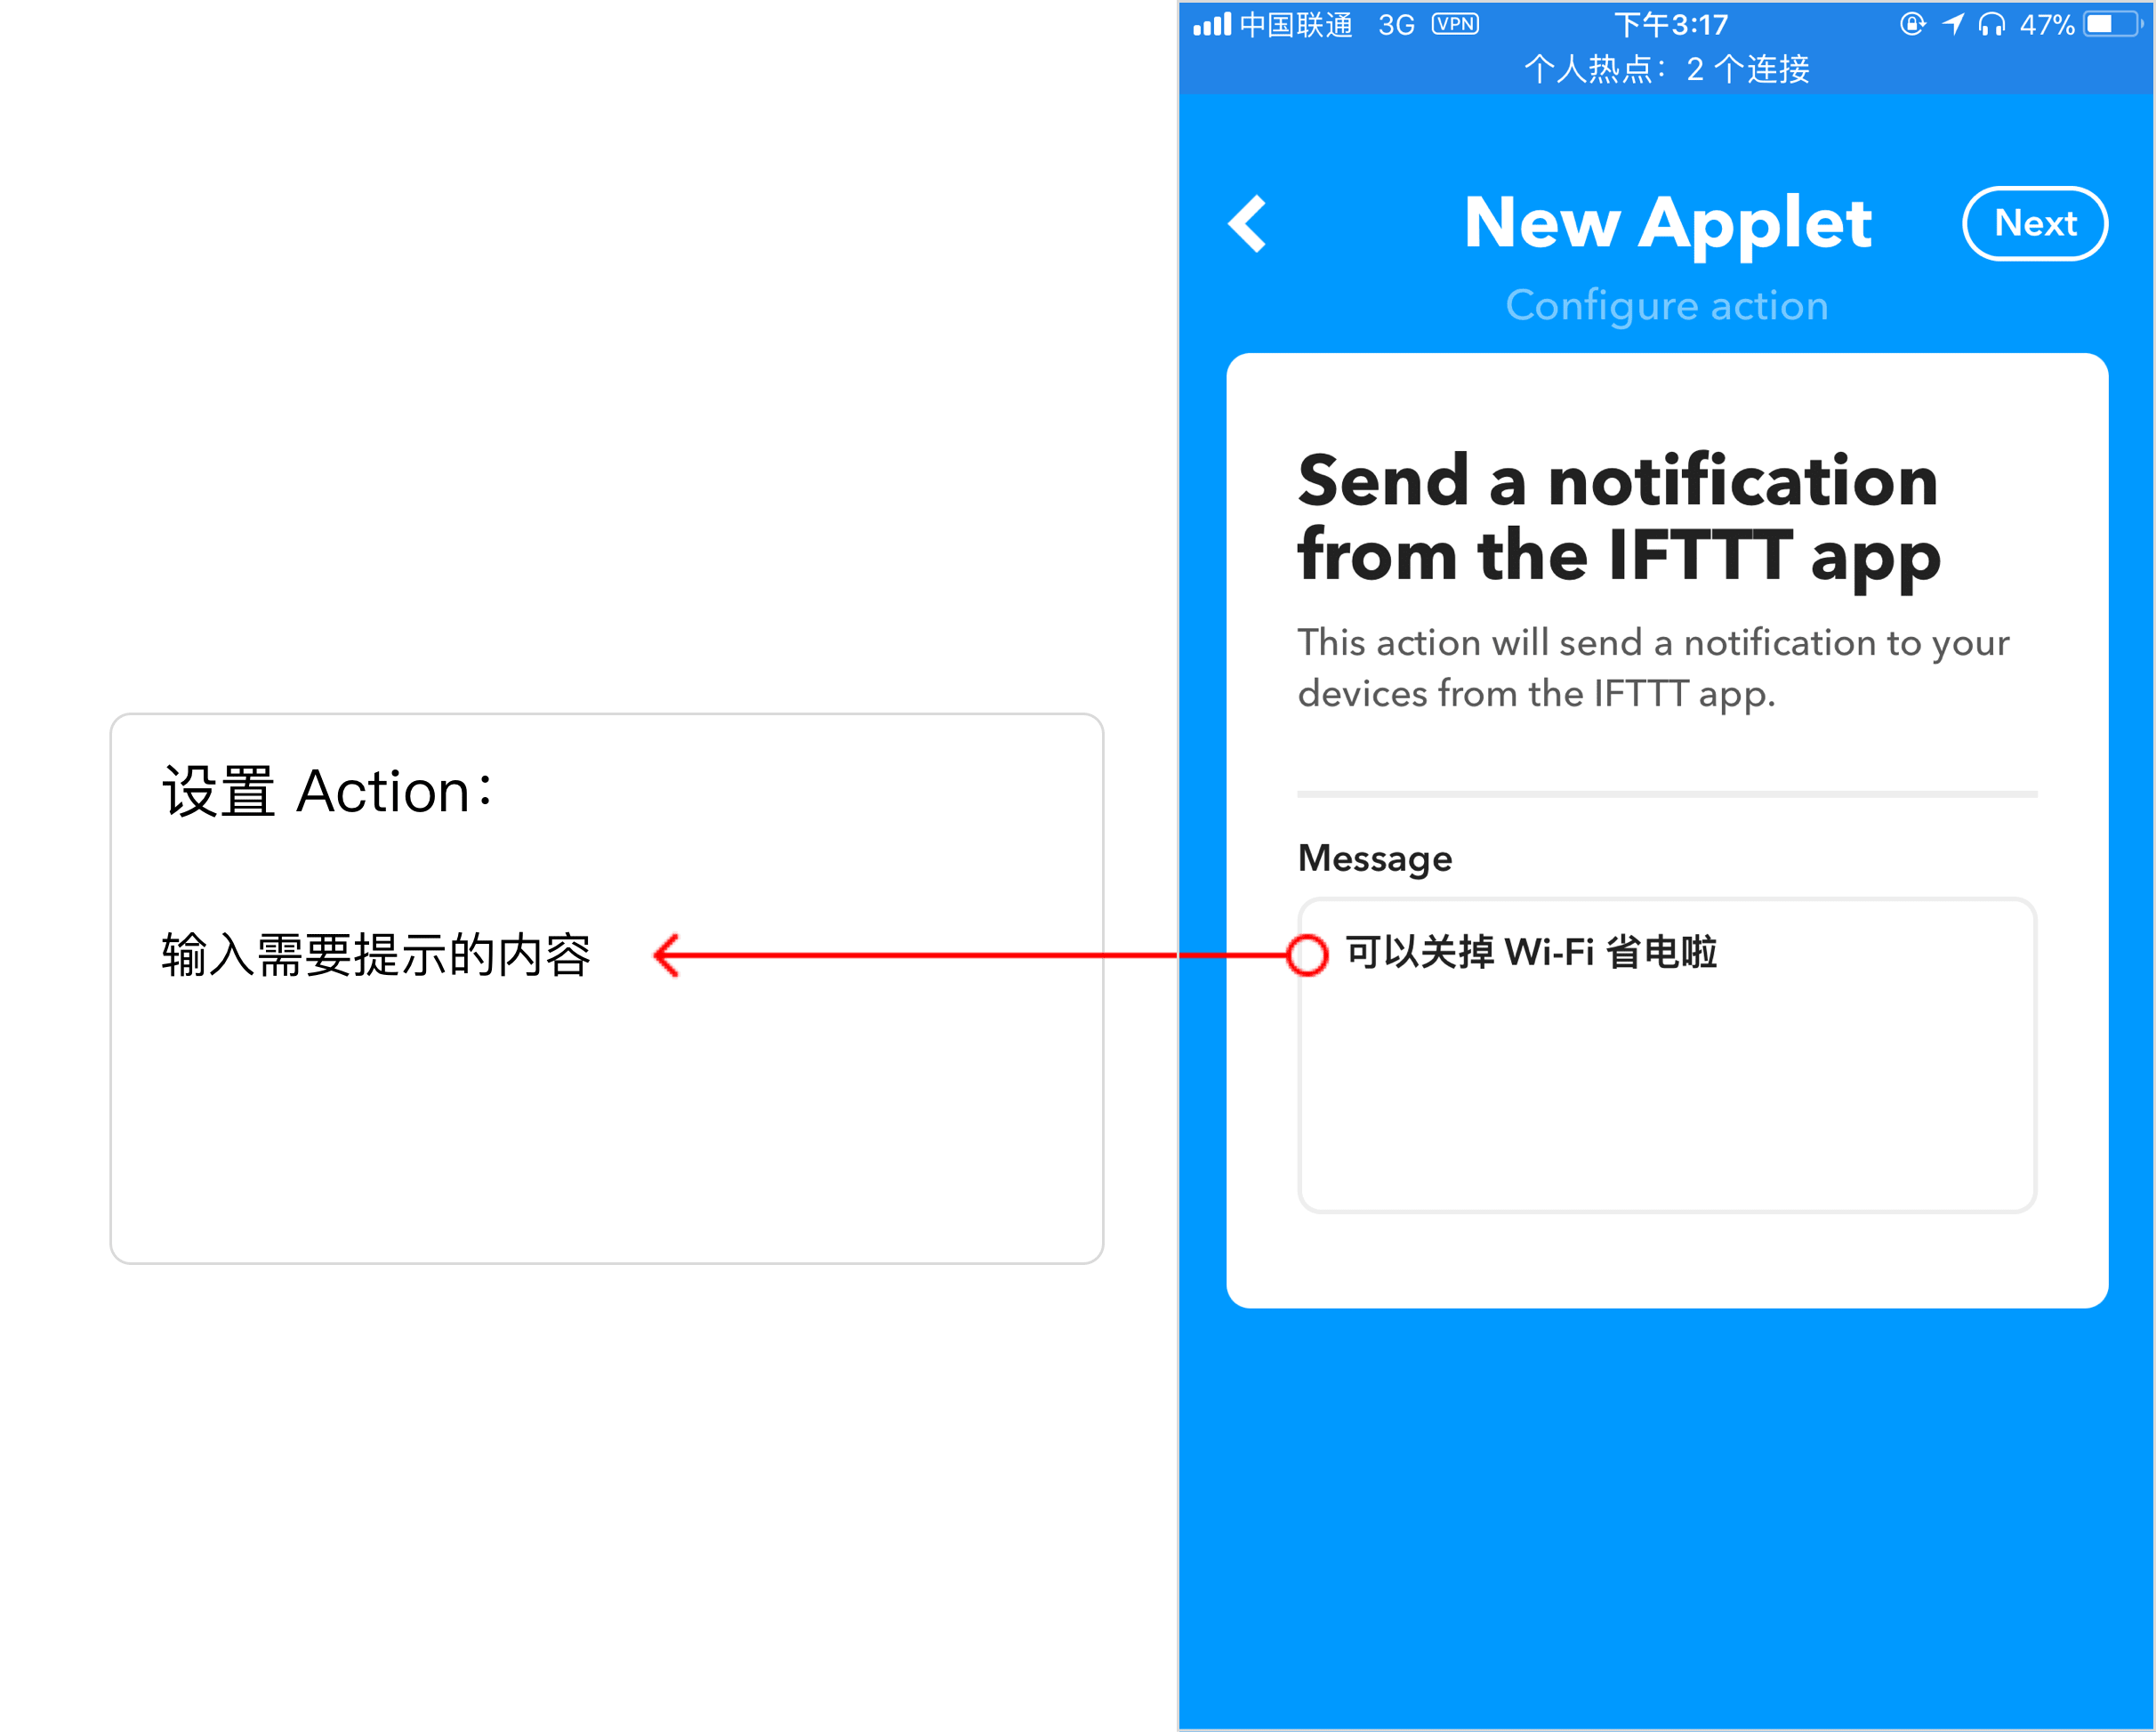 中国联通 3G VPN 下午3:17 47%
个人热点：2 个连接
New Applet Next
Configure action
Send a notification
from the IFTTT app
This action will send a notification to your
devices from the IFTTT app.
设置 Action：
Message
输入需要提示的内容
可以关掉 Wi-Fi 省电啦